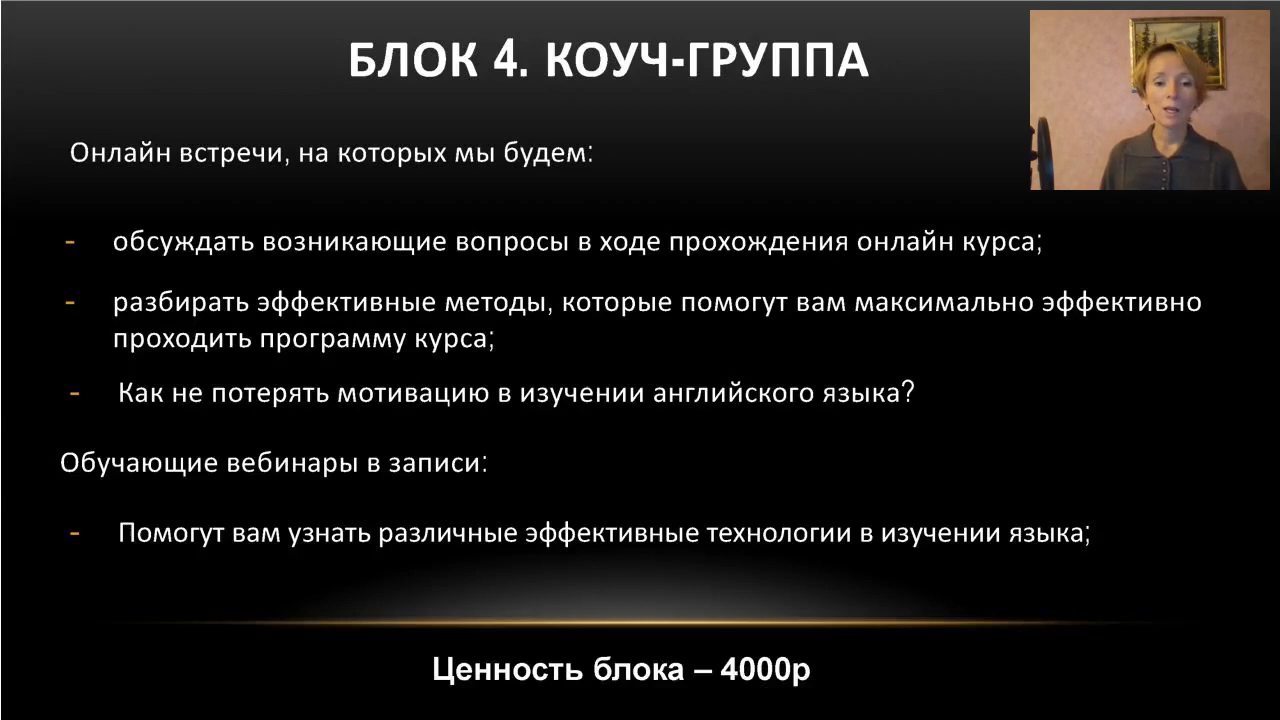 БЛОК 4. КОУЧ-ГРУППА
Онлайн встречи, на которых мы будем:
- обсуждать возникающие вопросы в ходе прохождения онлайн курса;
- разбирать эффективные методы, которые помогут вам максимально эффективно
проходить программу курса;
- Как не потерять мотивацию в изучении английского языка?
Обучающие вебинары в записи:
- Помогут вам узнать различные эффективные технологии в изучении языка;
Ценность блока – 4000р